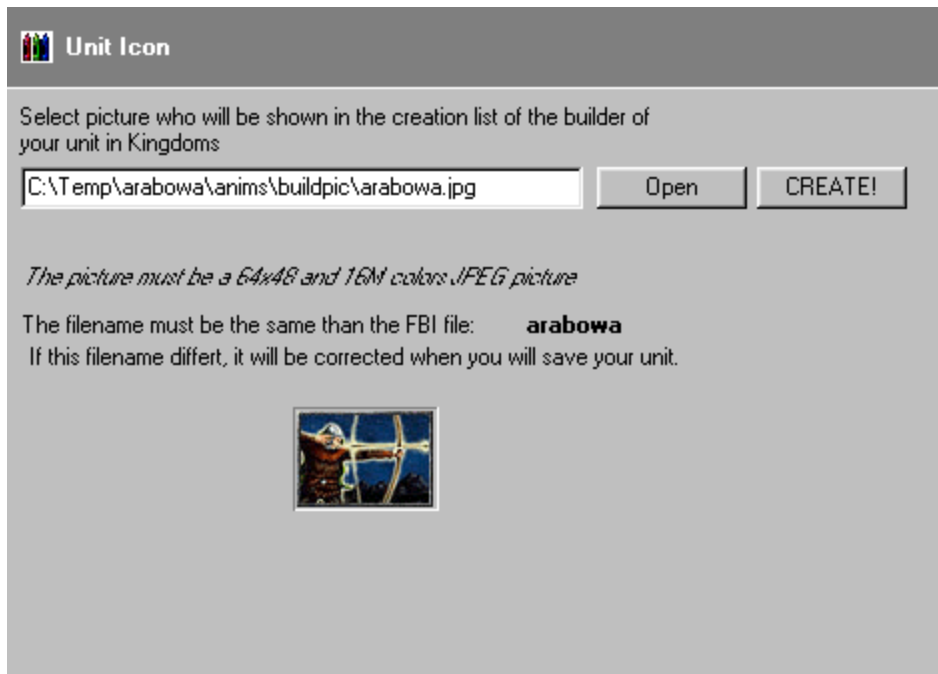 Unit Icon
Select picture who will be shown in the creation list of the builder of
your unit in Kingdoms
C:\Temp\arabowa\anims\buildpic\arabowa.jpg
Open
CREATE!
The picture must be a 64x48 and 16M colors JPEG picture
The filename must be the same than the FBI file: arabowa
If this filename differt, it will be corrected when you will save your unit.